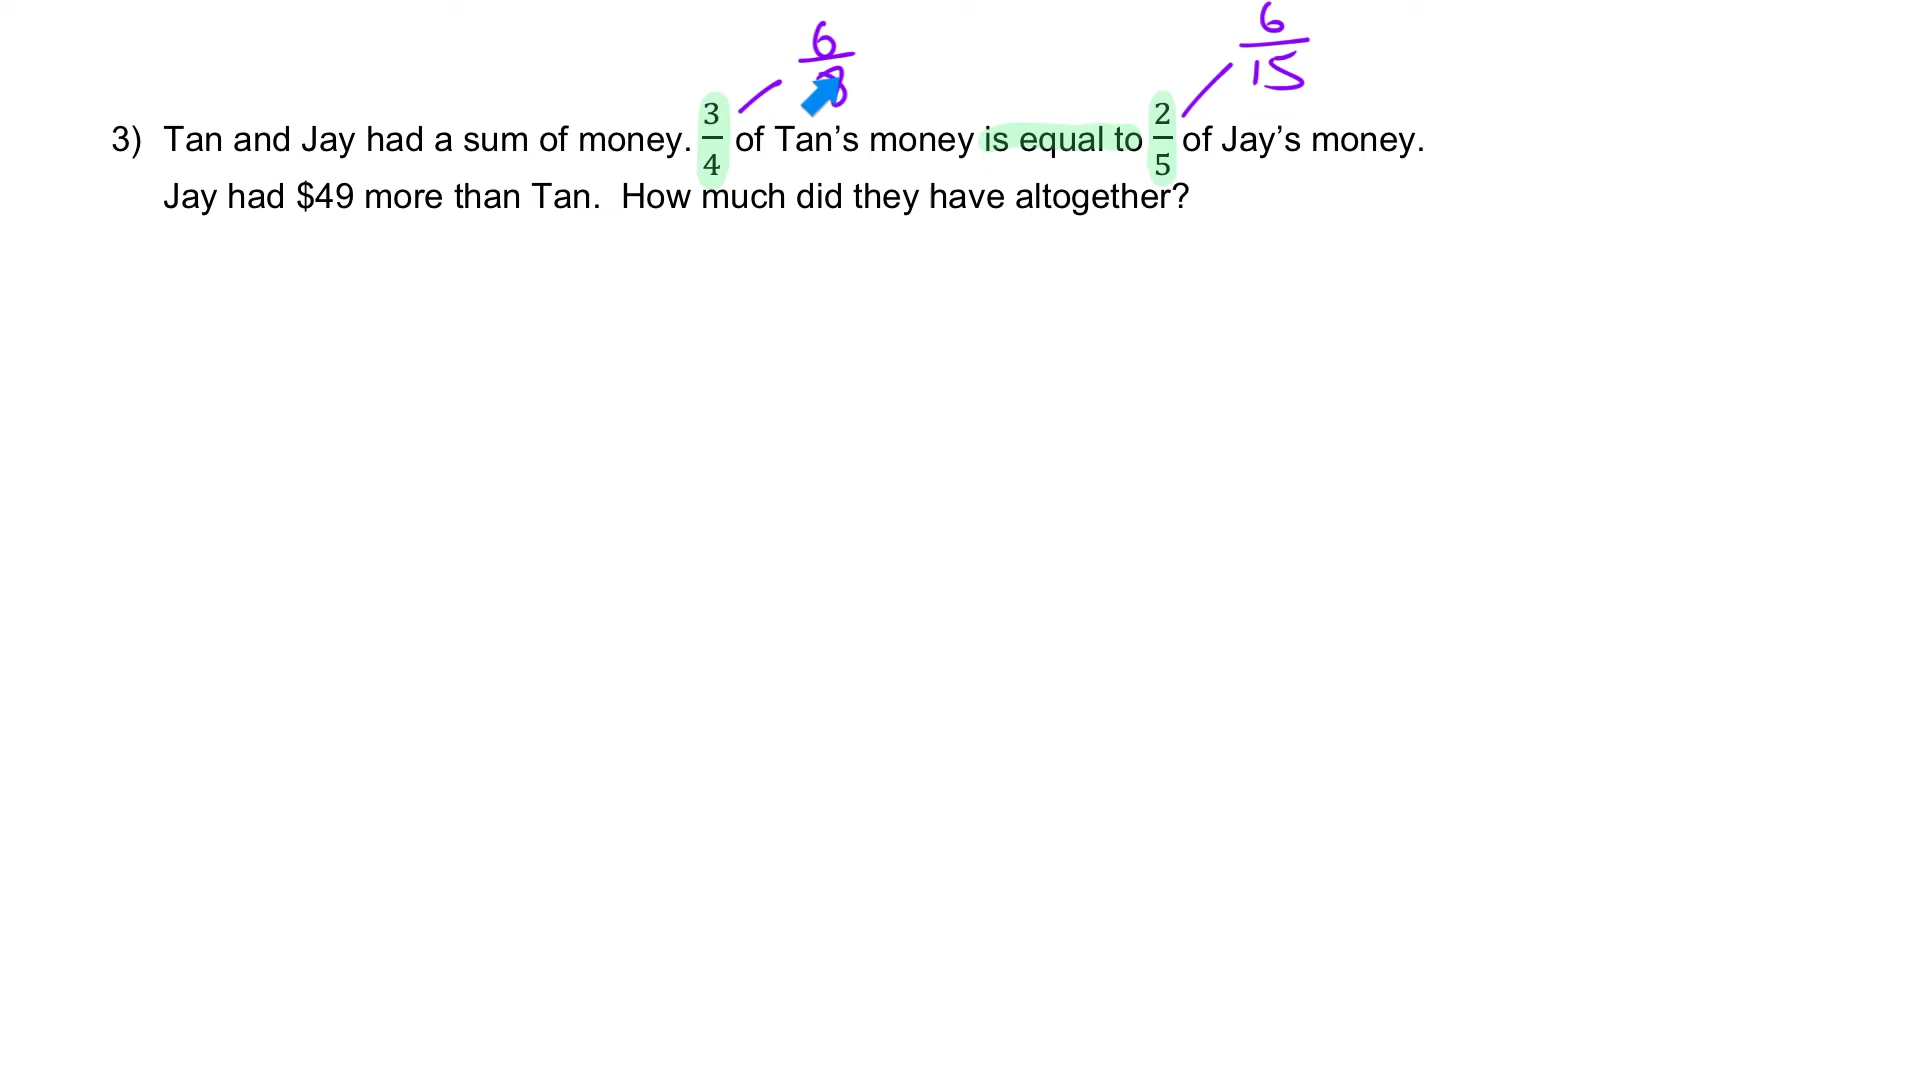 6/8
6/15
3) Tan and Jay had a sum of money. 3/4 of Tan’s money is equal to 2/5 of Jay’s money.
Jay had $49 more than Tan. How much did they have altogether?